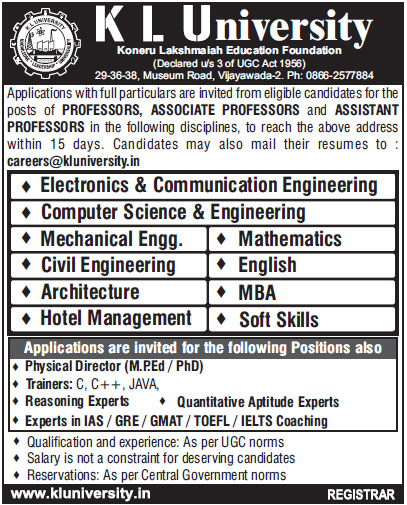 K L University
Koneru Lakshmaiah Education Foundation
(Declared u/s 3 of UGC Act 1956)
29-36-38, Museum Road, Vijayawada-2. Ph: 0866-2577884
Applications with full particulars are invited from eligible candidates for the
posts of PROFESSORS, ASSOCIATE PROFESSORS and ASSISTANT
PROFESSORS in the following disciplines, to reach the above address
within 15 days. Candidates may also mail their resumes to :
careers@kluniversity.in
♦ Electronics & Communication Engineering
♦ Computer Science & Engineering
♦ Mechanical Engg. ♦ Mathematics
♦ Civil Engineering ♦ English
♦ Architecture ♦ MBA
♦ Hotel Management ♦ Soft Skills
Applications are invited for the following Positions also
♦ Physical Director (M.P.Ed / PhD)
♦ Trainers: C, C++, JAVA,
♦ Reasoning Experts ♦ Quantitative Aptitude Experts
♦ Experts in IAS / GRE / GMAT / TOEFL / IELTS Coaching
♦ Qualification and experience: As per UGC norms
♦ Salary is not a constraint for deserving candidates
♦ Reservations: As per Central Government norms
www.kluniversity.in REGISTRAR